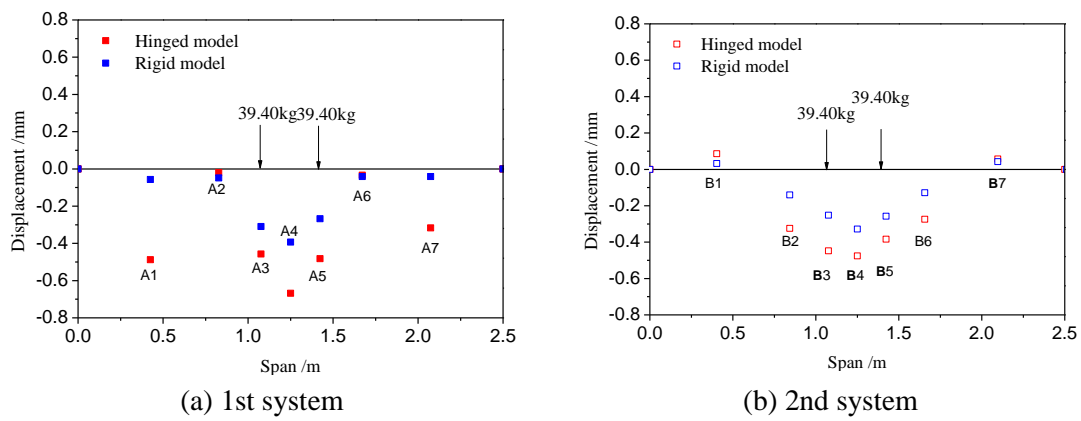 0.8
0.6
0.4
0.2
0.0
-0.2
-0.4
-0.6
-0.8
Displacement /mm
Hinged model
Rigid model
39.40kg 39.40kg
A1
A2
A3
A4
A5
A6
A7
0.0 0.5 1.0 1.5 2.0 2.5
Span /m
(a) 1st system
0.8
0.6
0.4
0.2
0.0
-0.2
-0.4
-0.6
-0.8
Displacement /mm
Hinged model
Rigid model
39.40kg
39.40kg
B1
B2
B3
B4
B5
B6
B7
0.0 0.5 1.0 1.5 2.0 2.5
Span /m
(b) 2nd system